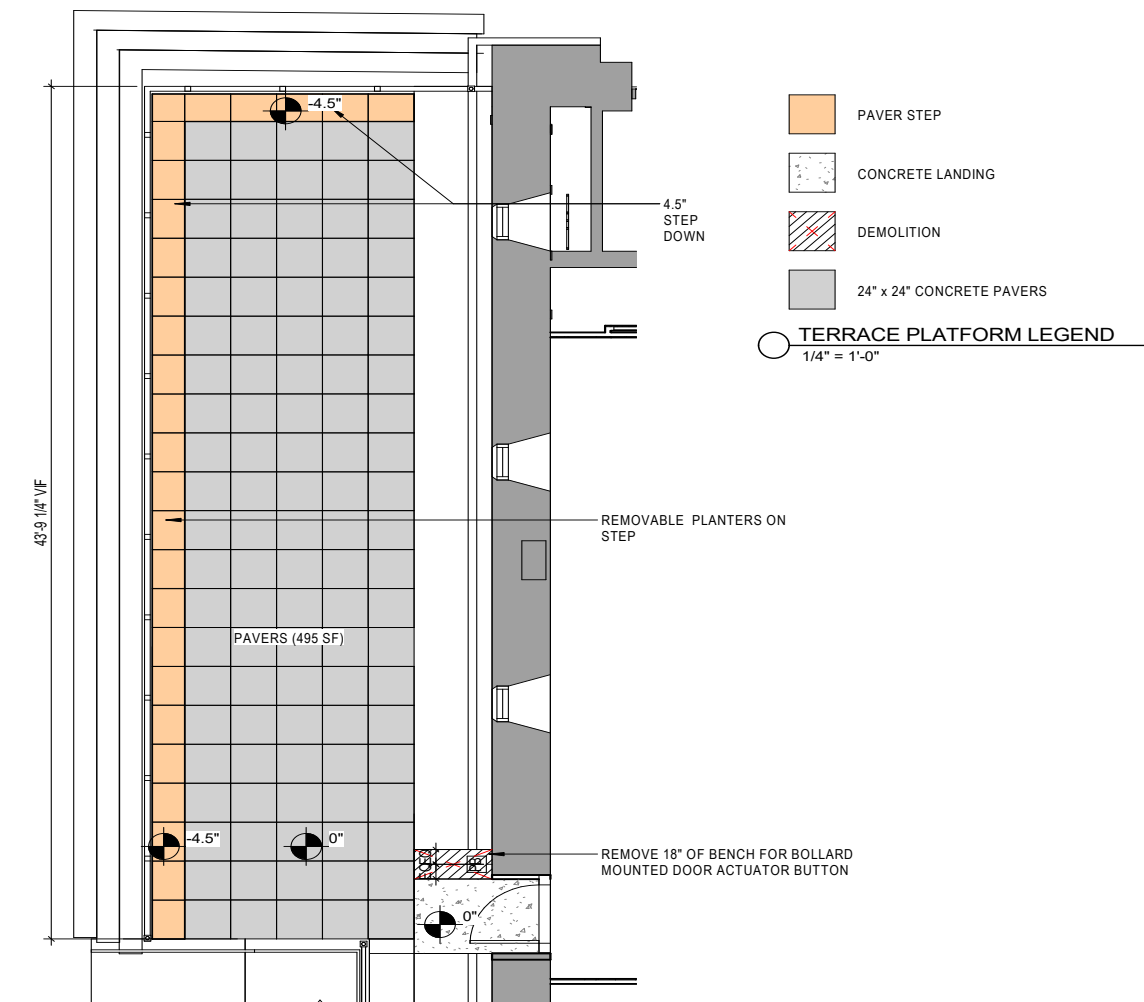 -4.5"
PAVER STEP
CONCRETE LANDING
DEMOLITION
24" x 24" CONCRETE PAVERS
TERRACE PLATFORM LEGEND
1/4" = 1'-0"
4.5"
STEP
DOWN
43'-9 1/4" VIF
REMOVABLE PLANTERS ON
STEP
PAVERS (495 SF)
-4.5"
0"
REMOVE 18" OF BENCH FOR BOLLARD
MOUNTED DOOR ACTUATOR BUTTON
0"